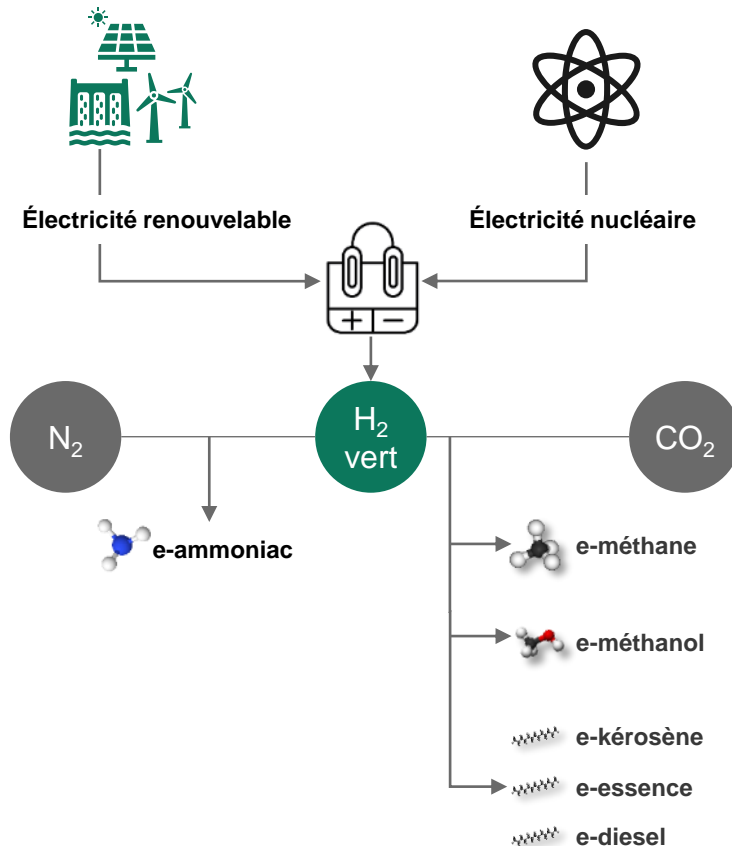 Électricité renouvelable
Électricité nucléaire
+ −
N₂
H₂
vert
CO₂
e-ammoniac
e-méthane
e-méthanol
e-kérosène
e-essence
e-diesel